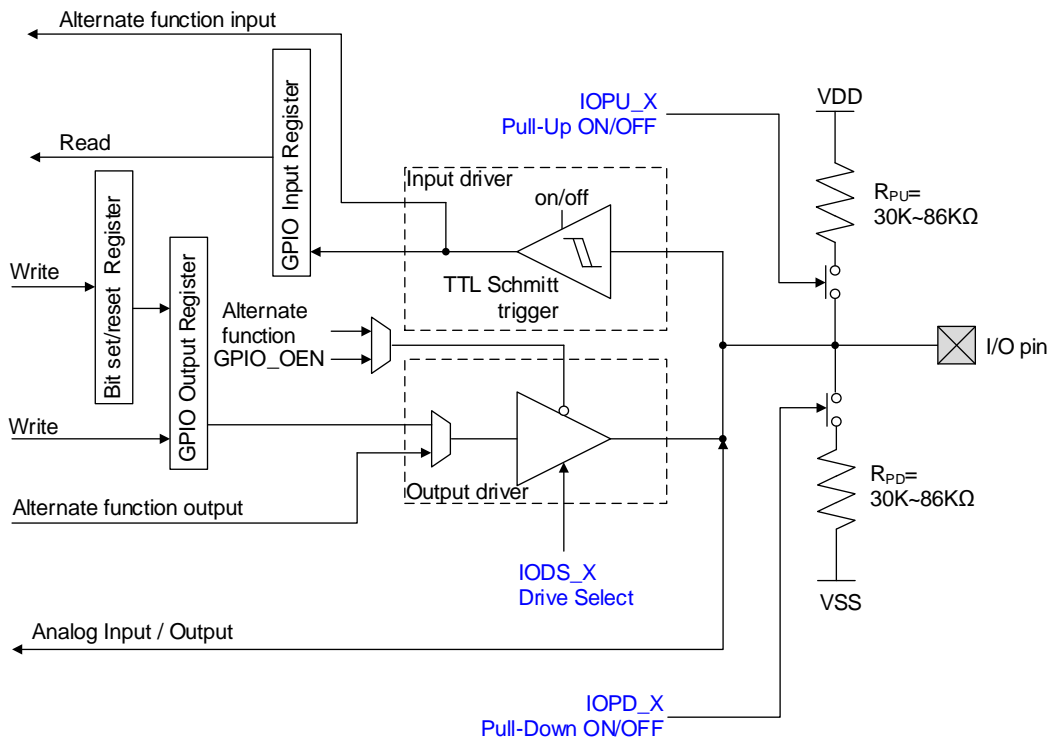 Alternate function input
IOPU_X
Pull-Up ON/OFF
VDD
Read
GPIO Input Register
Input driver
on/off
R_PU=
30K~86KΩ
Bit set/reset Register
Write
GPIO Output Register
TTL Schmitt
trigger
Alternate
function
GPIO_OEN
I/O pin
Write
Output driver
R_PD=
30K~86KΩ
Alternate function output
IODS_X
Drive Select
VSS
Analog Input / Output
IOPD_X
Pull-Down ON/OFF